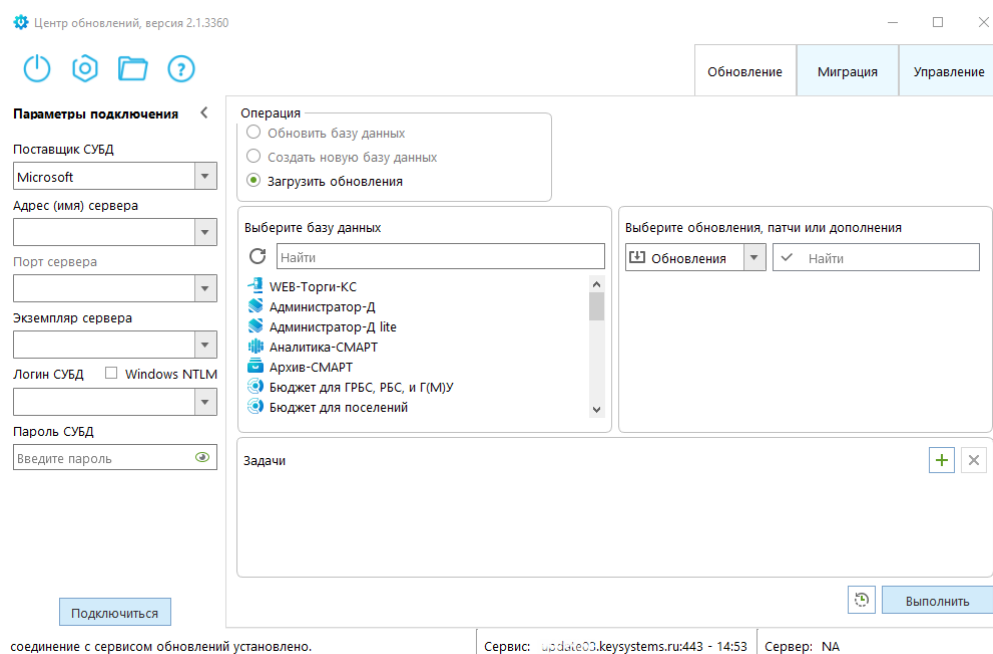 Центр обновлений, версия 2.1.3360
Обновление
Миграция
Управление
Параметры подключения
Поставщик СУБД
Microsoft
Адрес (имя) сервера
Порт сервера
Экземпляр сервера
Логин СУБД
Windows NTLM
Пароль СУБД
Введите пароль
Подключиться
Операция
Обновить базу данных
Создать новую базу данных
Загрузить обновления
Выберите базу данных
Найти
WEB-Торги-КС
Администратор-Д
Администратор-Д lite
Аналитика-СМАРТ
Архив-СМАРТ
Бюджет для ГРБС, РБС, и Г(М)У
Бюджет для поселений
Выберите обновления, патчи или дополнения
Обновления
Найти
Задачи
Выполнить
соединение с сервисом обновлений установлено.
Сервис: update03.keysystems.ru:443 - 14:53
Сервер: NA